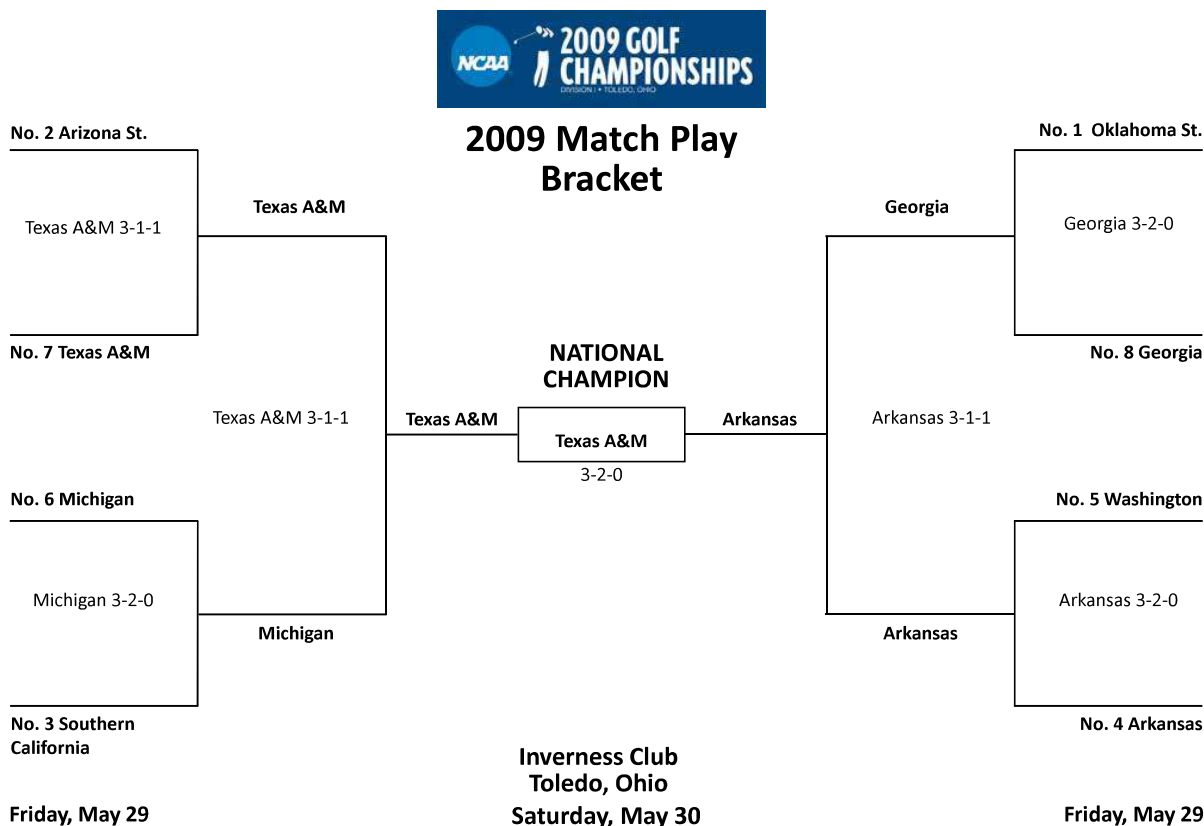 NCAA
2009 GOLF
CHAMPIONSHIPS
DIVISION I • TOLEDO, OHIO
2009 Match Play
Bracket
No. 2 Arizona St.
Texas A&M 3-1-1
No. 7 Texas A&M
Texas A&M
Texas A&M 3-1-1
No. 6 Michigan
Michigan 3-2-0
No. 3 Southern
California
Michigan
Texas A&M
NATIONAL
CHAMPION
Texas A&M
3-2-0
Arkansas
Georgia
Arkansas 3-1-1
Arkansas
No. 1 Oklahoma St.
Georgia 3-2-0
No. 8 Georgia
No. 5 Washington
Arkansas 3-2-0
No. 4 Arkansas
Inverness Club
Toledo, Ohio
Friday, May 29
Saturday, May 30
Friday, May 29